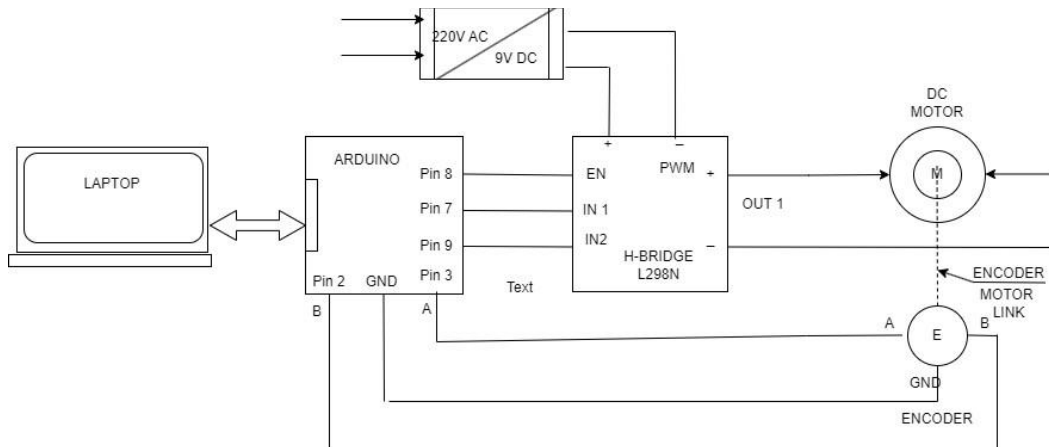 220V AC
9V DC
DC
MOTOR
ARDUINO
LAPTOP
Pin 8
EN
PWM
+
−
+
M
Pin 7
IN 1
OUT 1
Pin 9
IN2
−
H-BRIDGE
L298N
Pin 2
GND
Pin 3
Text
ENCODER
MOTOR
LINK
B
A
A
E
B
GND
ENCODER